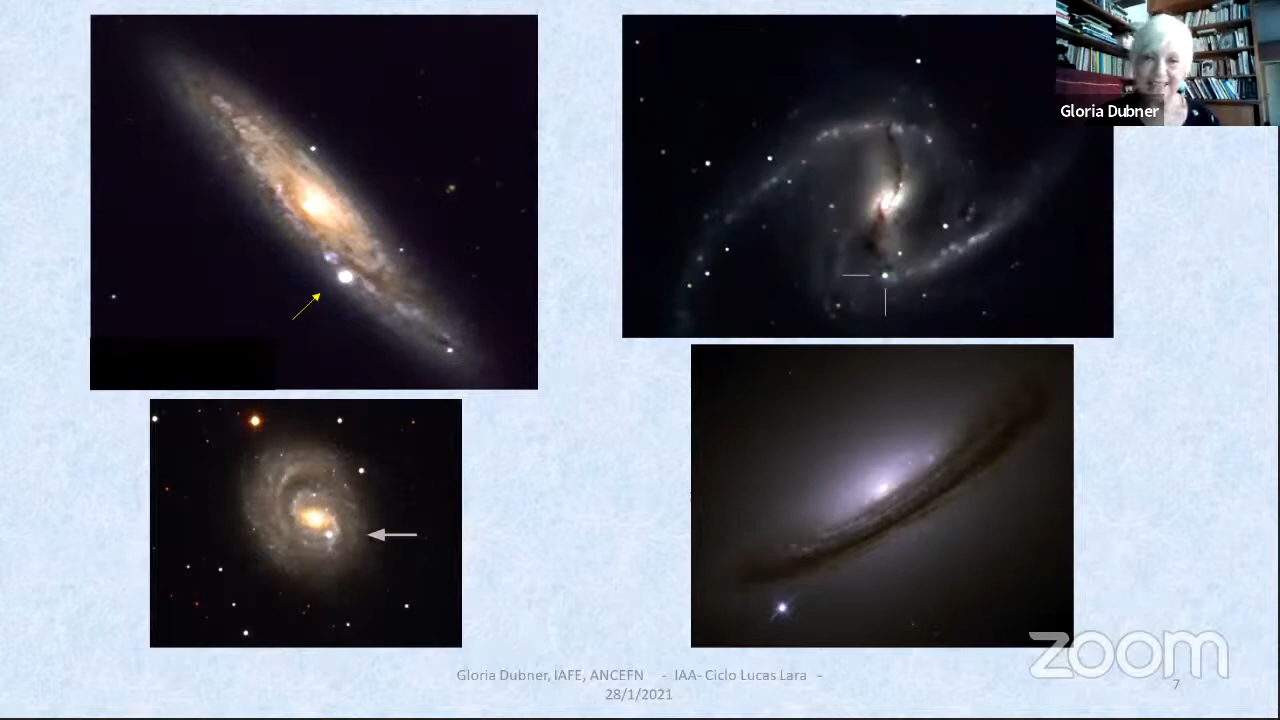 Gloria Dubner
Gloria Dubner, IAFE, ANCEFN - IAA- Ciclo Lucas Lara -
28/1/2021
zoom
7